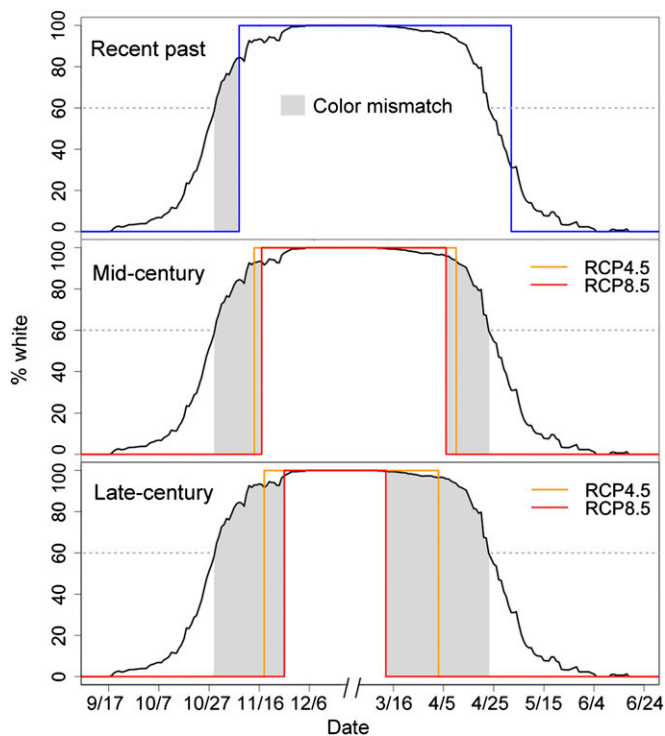 Recent past
Color mismatch
0 20 40 60 80 100
Mid-century
RCP4.5
RCP8.5
0 20 40 60 80 100
% white
Late-century
RCP4.5
RCP8.5
0 20 40 60 80 100
9/17 10/7 10/27 11/16 12/6 // 3/16 4/5 4/25 5/15 6/4 6/24
Date